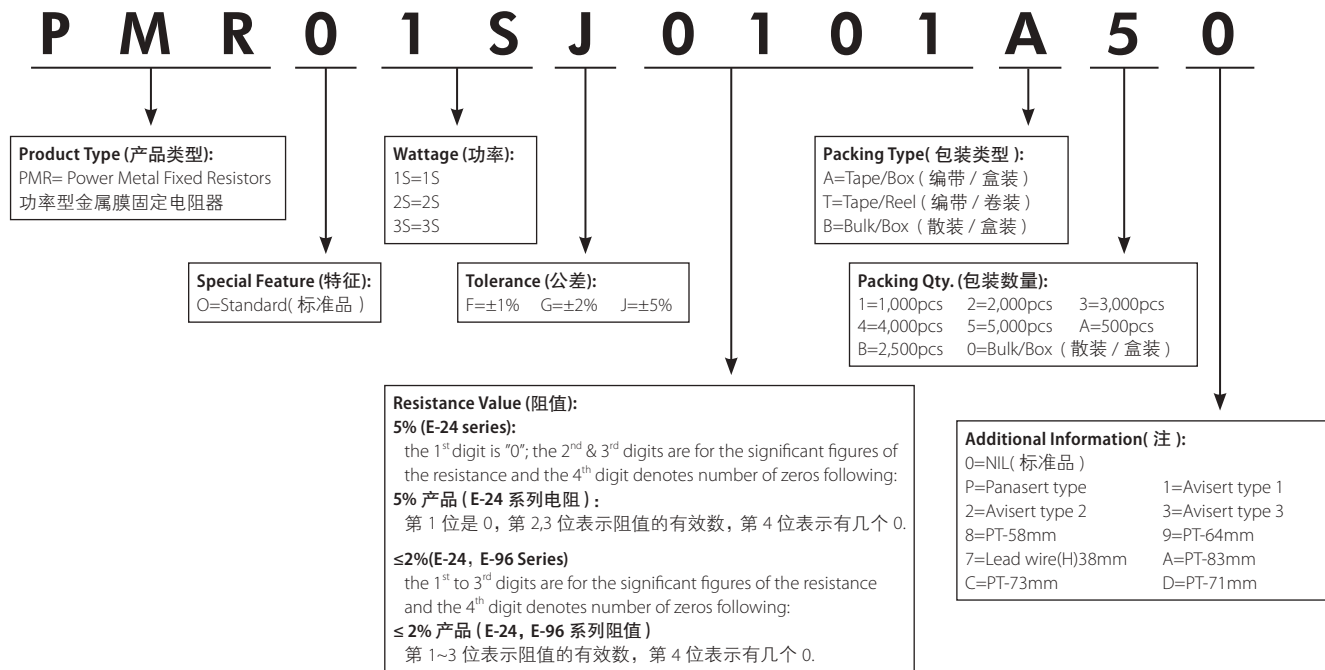 P M R 0 1 S J 0 1 0 1 A 5 0
Product Type (产品类型):
PMR= Power Metal Fixed Resistors
功率型金属膜固定电阻器
Wattage (功率):
1S=1S
2S=2S
3S=3S
Packing Type( 包装类型 ):
A=Tape/Box ( 编带 / 盒装 )
T=Tape/Reel ( 编带 / 卷装 )
B=Bulk/Box ( 散装 / 盒装 )
Special Feature (特征):
O=Standard( 标准品 )
Tolerance (公差):
F=±1% G=±2% J=±5%
Packing Qty. (包装数量):
1=1,000pcs 2=2,000pcs 3=3,000pcs
4=4,000pcs 5=5,000pcs A=500pcs
B=2,500pcs 0=Bulk/Box ( 散装 / 盒装 )
Resistance Value (阻值):
5% (E-24 series):
the 1st digit is "0"; the 2nd & 3rd digits are for the significant figures of
the resistance and the 4th digit denotes number of zeros following:
5% 产品 ( E-24 系列电阻 ) :
第 1 位是 0, 第 2,3 位表示阻值的有效数, 第 4 位表示有几个 0.
≤2%(E-24, E-96 Series)
the 1st to 3rd digits are for the significant figures of the resistance
and the 4th digit denotes number of zeros following:
≤ 2% 产品 ( E-24, E-96 系列阻值 )
第 1~3 位表示阻值的有效数, 第 4 位表示有几个 0.
Additional Information( 注 ):
0=NIL( 标准品 )
P=Panasert type 1=Avisert type 1
2=Avisert type 2 3=Avisert type 3
8=PT-58mm 9=PT-64mm
7=Lead wire(H)38mm A=PT-83mm
C=PT-73mm D=PT-71mm